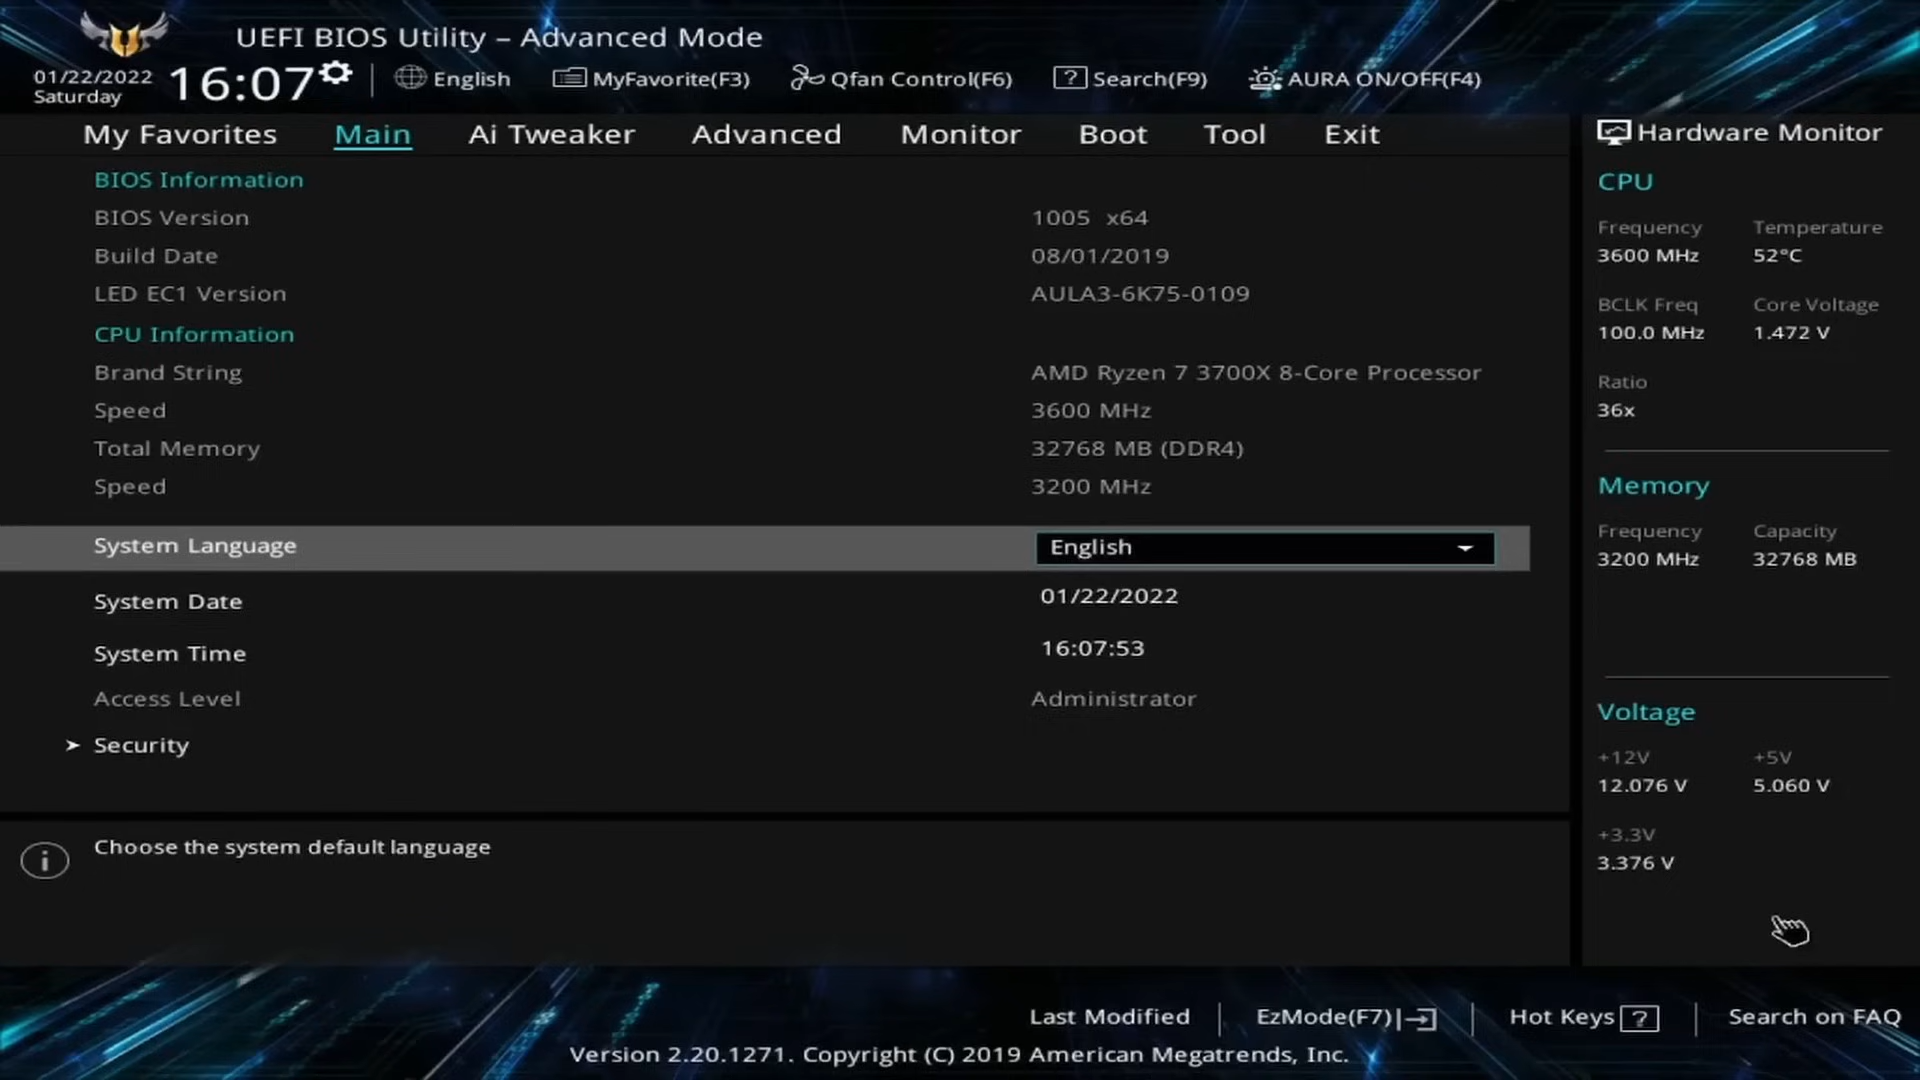 UEFI BIOS Utility – Advanced Mode
01/22/2022
Saturday
16:07
English
MyFavorite(F3)
Qfan Control(F6)
? Search(F9)
AURA ON/OFF(F4)
My Favorites Main Ai Tweaker Advanced Monitor Boot Tool Exit
BIOS Information
BIOS Version 1005 x64
Build Date 08/01/2019
LED EC1 Version AULA3-6K75-0109
CPU Information
Brand String AMD Ryzen 7 3700X 8-Core Processor
Speed 3600 MHz
Total Memory 32768 MB (DDR4)
Speed 3200 MHz
System Language English
System Date 01/22/2022
System Time 16:07:53
Access Level Administrator
Security
i Choose the system default language
Hardware Monitor
CPU
Frequency Temperature
3600 MHz 52°C
BCLK Freq Core Voltage
100.0 MHz 1.472 V
Ratio
36x
Memory
Frequency Capacity
3200 MHz 32768 MB
Voltage
+12V +5V
12.076 V 5.060 V
+3.3V
3.376 V
Last Modified EzMode(F7) Hot Keys ? Search on FAQ
Version 2.20.1271. Copyright (C) 2019 American Megatrends, Inc.